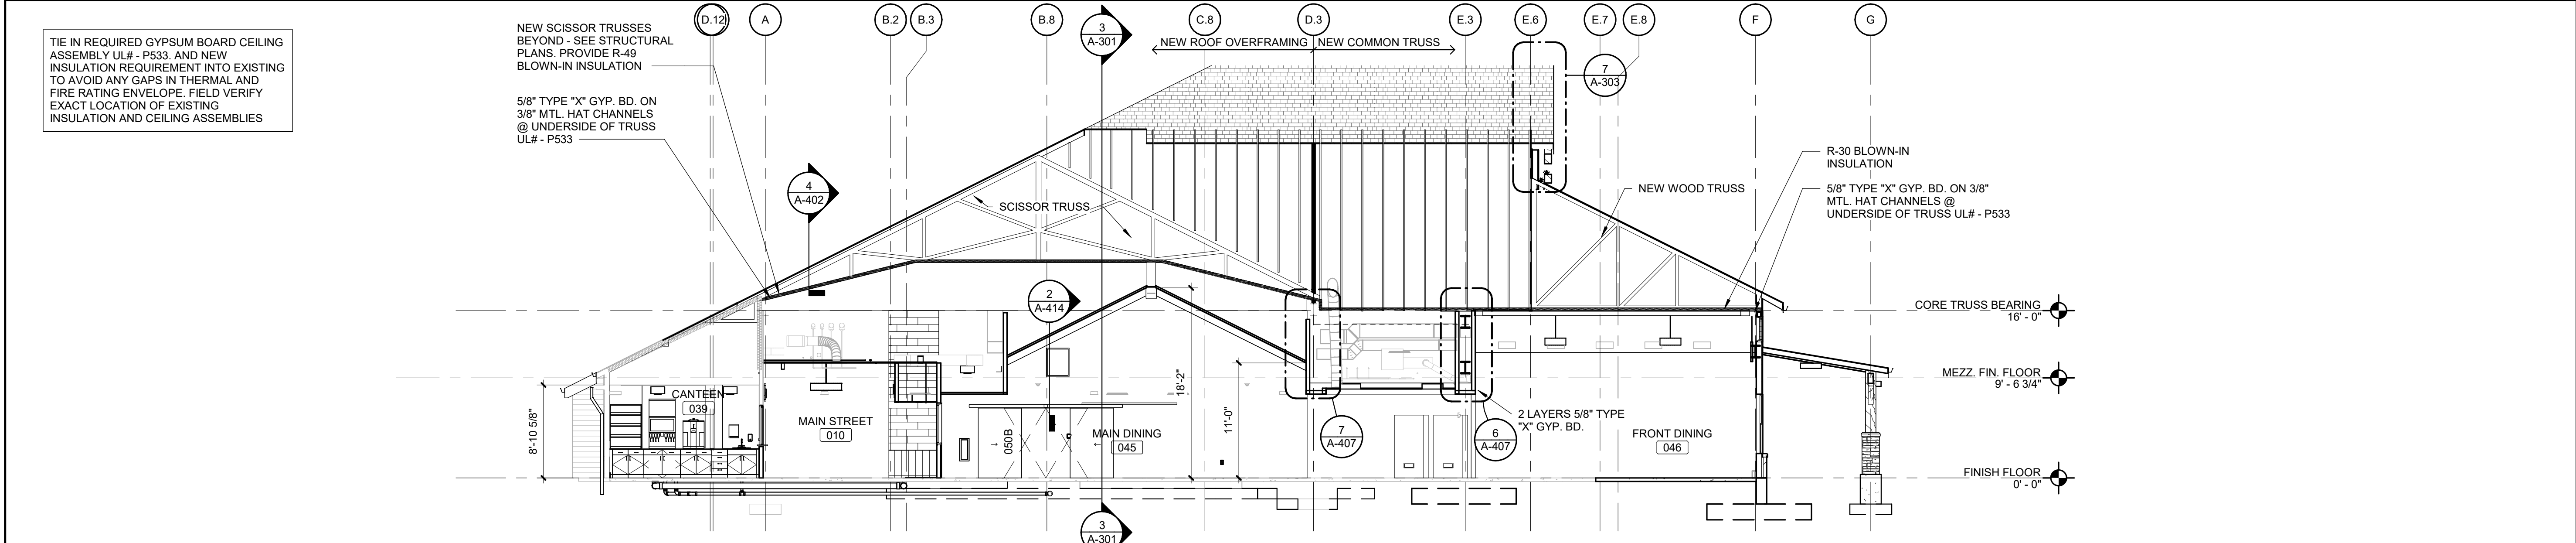 D.12
A
B.2
B.3
B.8
C.8
D.3
E.3
E.6
E.7
E.8
F
G
TIE IN REQUIRED GYPSUM BOARD CEILING
ASSEMBLY UL# - P533. AND NEW
INSULATION REQUIREMENT INTO EXISTING
TO AVOID ANY GAPS IN THERMAL AND
FIRE RATING ENVELOPE. FIELD VERIFY
EXACT LOCATION OF EXISTING
INSULATION AND CEILING ASSEMBLIES
NEW SCISSOR TRUSSES
BEYOND - SEE STRUCTURAL
PLANS. PROVIDE R-49
BLOWN-IN INSULATION
5/8" TYPE "X" GYP. BD. ON
3/8" MTL. HAT CHANNELS
@ UNDERSIDE OF TRUSS
UL# - P533
3
A-301
NEW ROOF OVERFRAMING
NEW COMMON TRUSS
7
A-303
4
A-402
SCISSOR TRUSS
NEW WOOD TRUSS
R-30 BLOWN-IN
INSULATION
5/8" TYPE "X" GYP. BD. ON 3/8"
MTL. HAT CHANNELS @
UNDERSIDE OF TRUSS UL# - P533
2
A-414
CORE TRUSS BEARING
16' - 0"
MEZZ. FIN. FLOOR
9' - 6 3/4"
FINISH FLOOR
0' - 0"
8'-10 5/8"
CANTEEN
039
MAIN STREET
010
050B
MAIN DINING
045
18'-2"
11'-0"
7
A-407
6
A-407
2 LAYERS 5/8" TYPE
"X" GYP. BD.
FRONT DINING
046
3
A-301